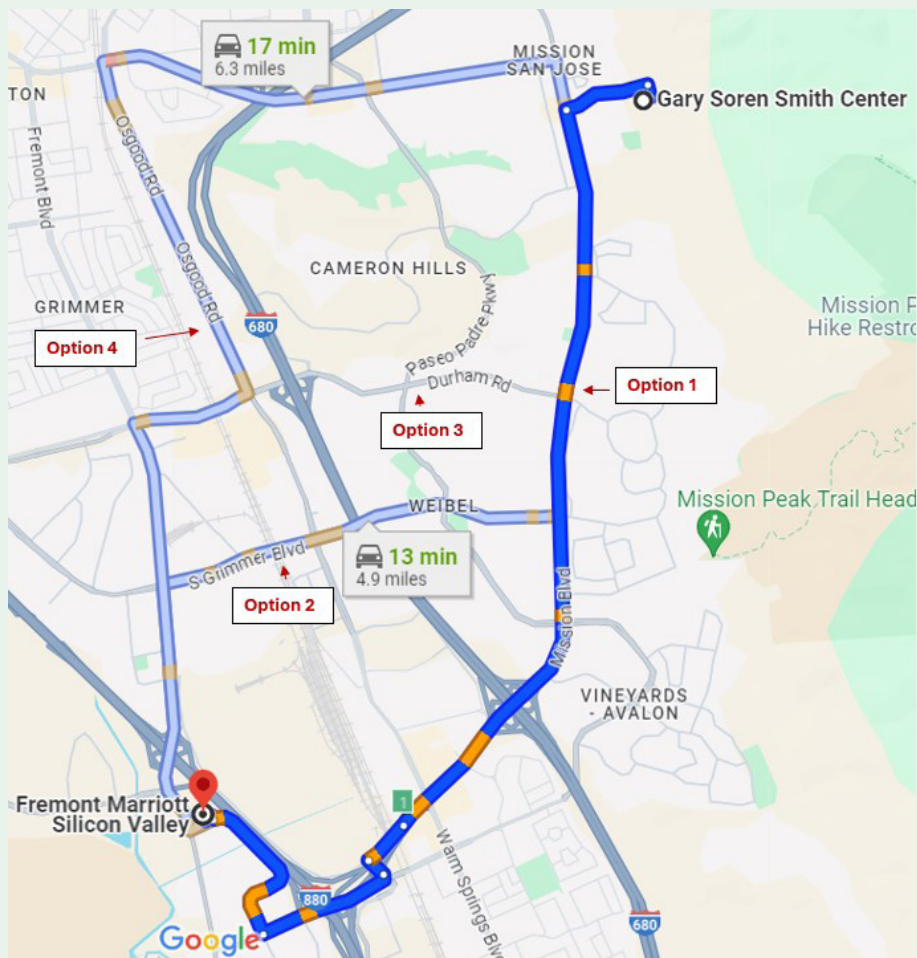 17 min
6.3 miles
MISSION
SAN JOSE
TON
Gary Soren Smith Center
Fremont Blvd
Osgood Rd
Osgood Rd
CAMERON HILLS
Paseo Padre Pkwy
GRIMMER
680
Mission P
Hike Restro
Option 4
Durham Rd
Option 1
Option 3
Mission Peak Trail Head
WEIBEL
S Grimmer Blvd
13 min
4.9 miles
Option 2
Mission Blvd
VINEYARDS
- AVALON
Fremont Marriott
Silicon Valley
1
Warm Springs Blv
880
680
Google